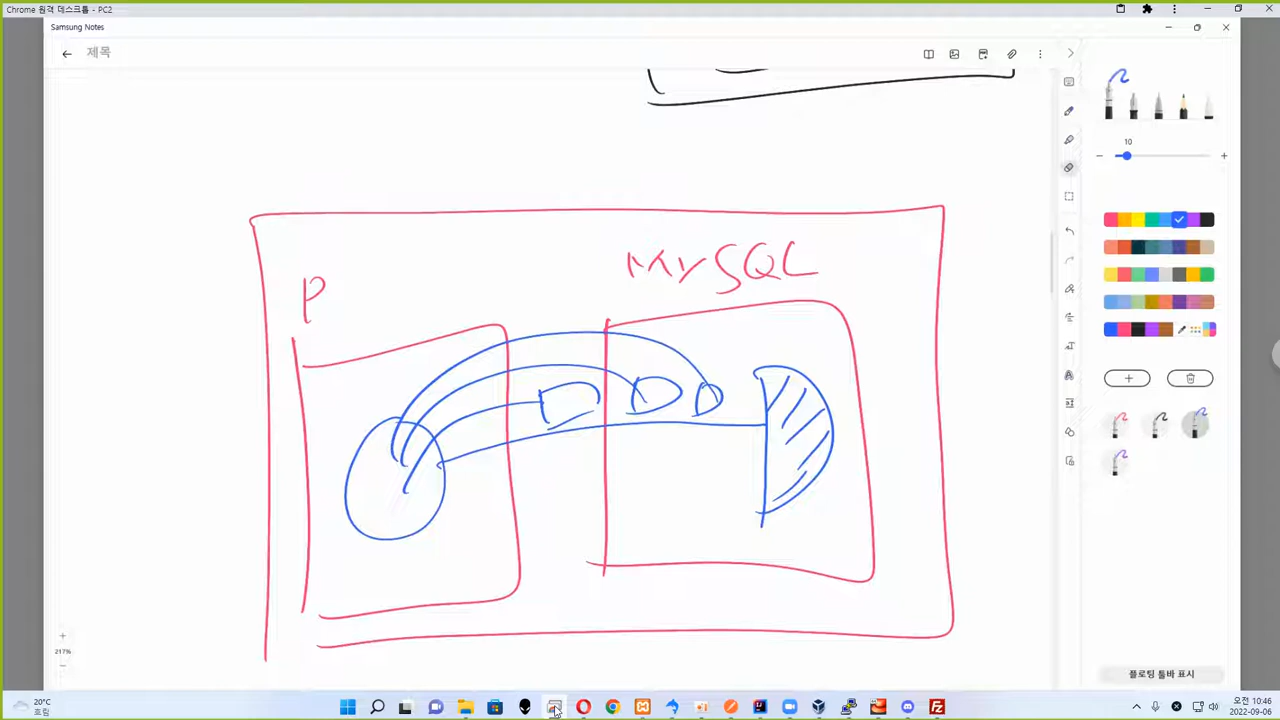 Chrome 원격 데스크톱 - PC2
Samsung Notes
제목
10
MySQL
P
217%
플로팅 툴바 표시
20°C
흐림
오전 10:46
2022-09-06